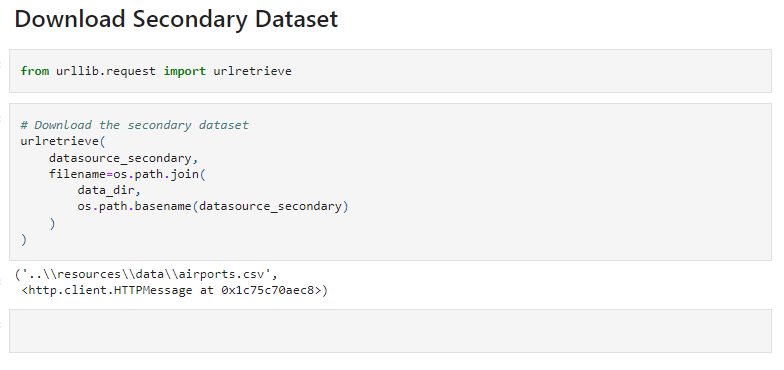 Download Secondary Dataset
from urllib.request import urlretrieve
# Download the secondary dataset
urlretrieve(
    datasource_secondary,
    filename=os.path.join(
        data_dir,
        os.path.basename(datasource_secondary)
    )
)
('..\\resources\\data\\airports.csv',
 <http.client.HTTPMessage at 0x1c75c70aec8>)